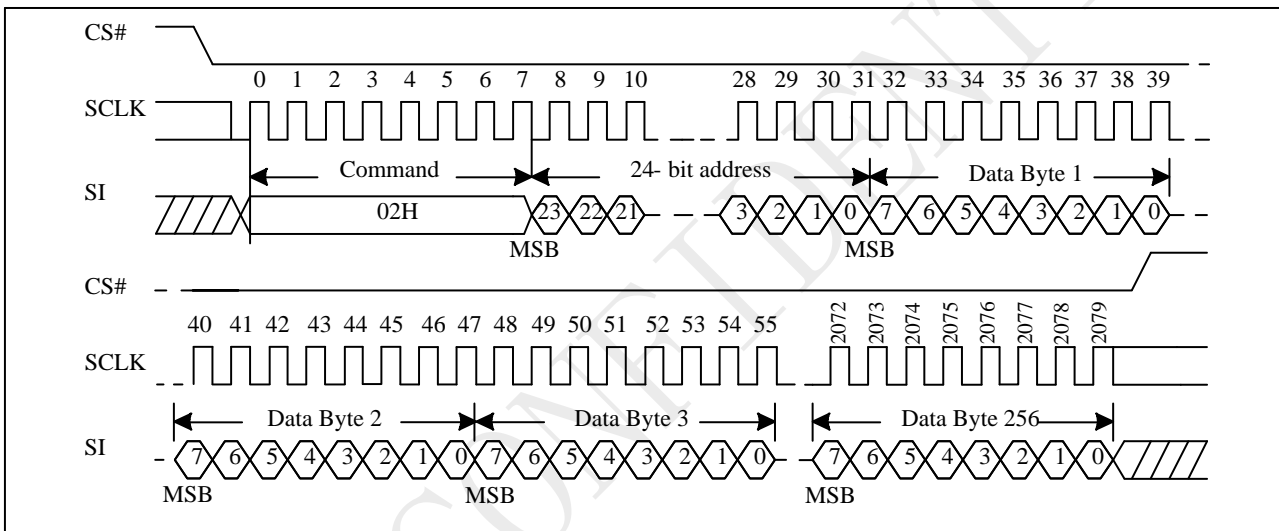 CS#
0 1 2 3 4 5 6 7 8 9 10 28 29 30 31 32 33 34 35 36 37 38 39
SCLK
Command 24- bit address Data Byte 1
SI
02H 23 22 21 3 2 1 0 7 6 5 4 3 2 1 0
MSB MSB
CS#
40 41 42 43 44 45 46 47 48 49 50 51 52 53 54 55 2072 2073 2074 2075 2076 2077 2078 2079
SCLK
Data Byte 2 Data Byte 3 Data Byte 256
SI
7 6 5 4 3 2 1 0 7 6 5 4 3 2 1 0 7 6 5 4 3 2 1 0
MSB MSB MSB
CONFIDENT